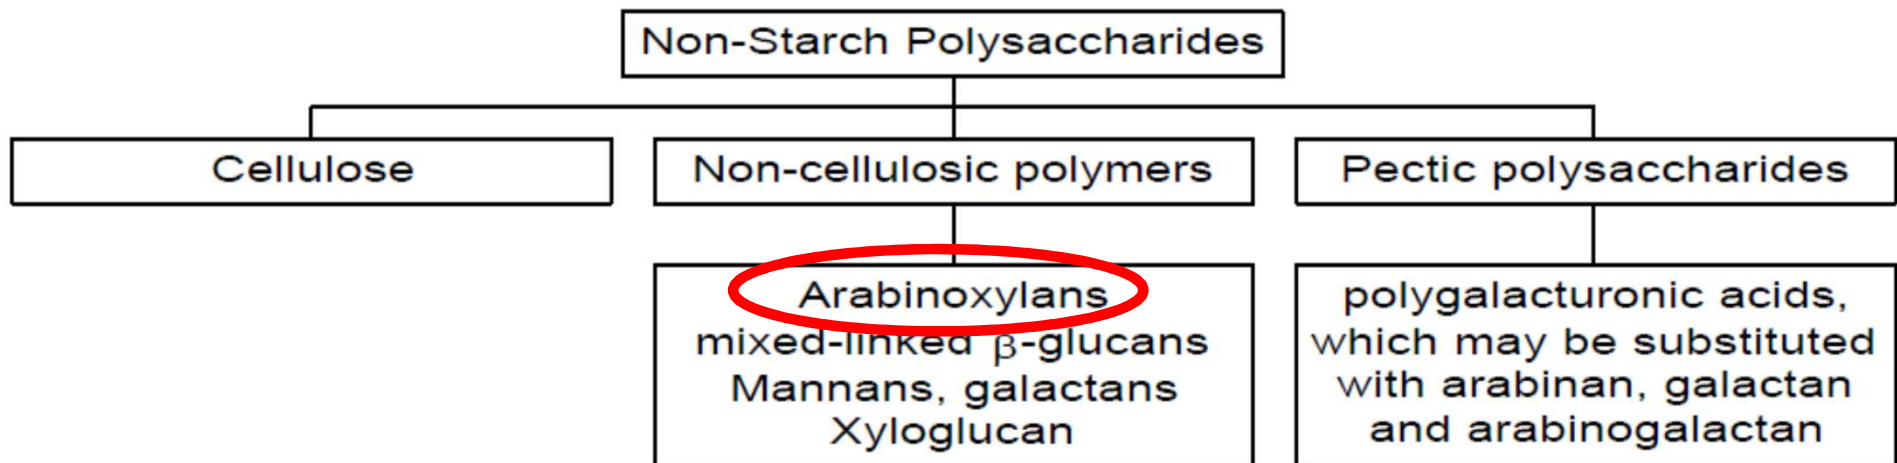 Non-Starch Polysaccharides
Cellulose
Non-cellulosic polymers
Pectic polysaccharides
Arabinoxylans
mixed-linked β-glucans
Mannans, galactans
Xyloglucan
polygalacturonic acids,
which may be substituted
with arabinan, galactan
and arabinogalactan